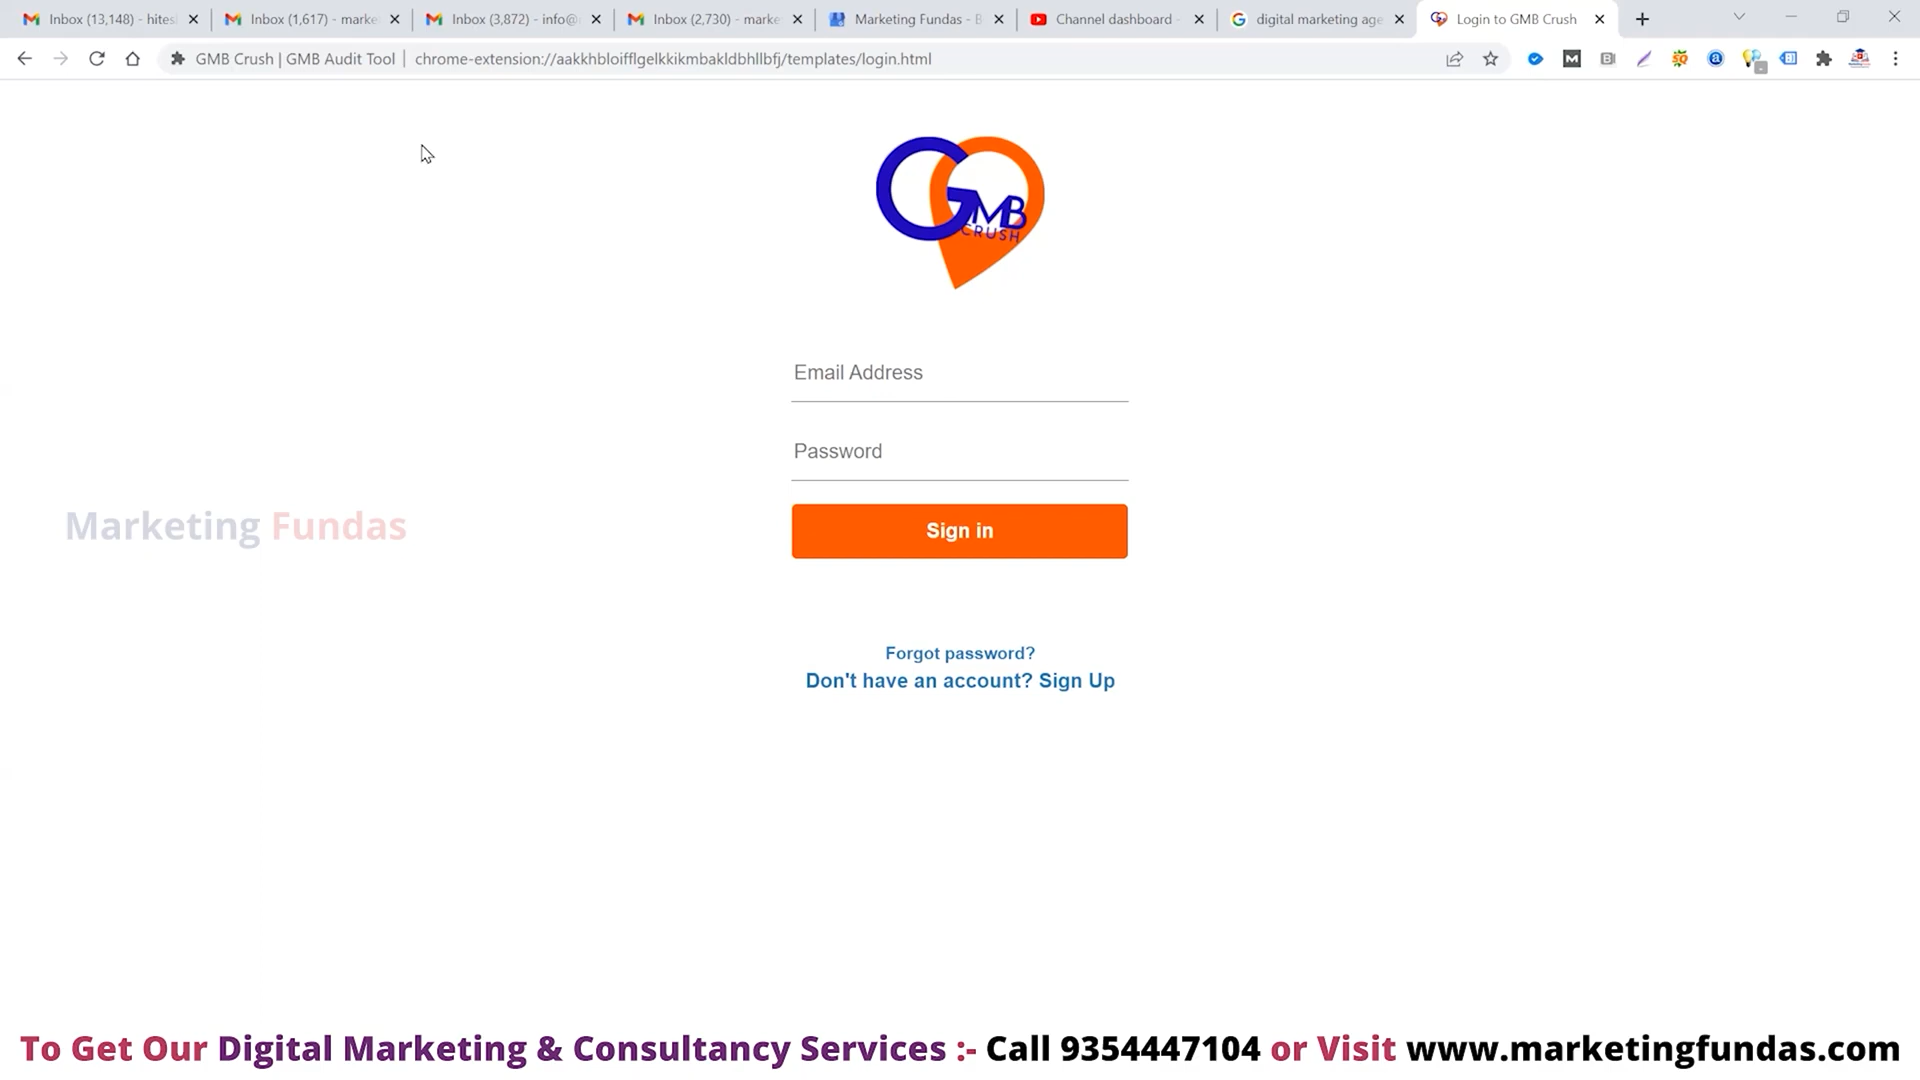 Inbox (13,148) - hites
Inbox (1,617) - marke
Inbox (3,872) - info@
Inbox (2,730) - marke
Marketing Fundas - B
Channel dashboard -
digital marketing age
Login to GMB Crush
GMB Crush | GMB Audit Tool
chrome-extension://aakkhbloifflgelkkikmbakldbhllbfj/templates/login.html
GMB
CRUSH
Email Address
Password
Marketing Fundas
Sign in
Forgot password?
Don't have an account? Sign Up
To Get Our Digital Marketing & Consultancy Services :- Call 9354447104 or Visit www.marketingfundas.com